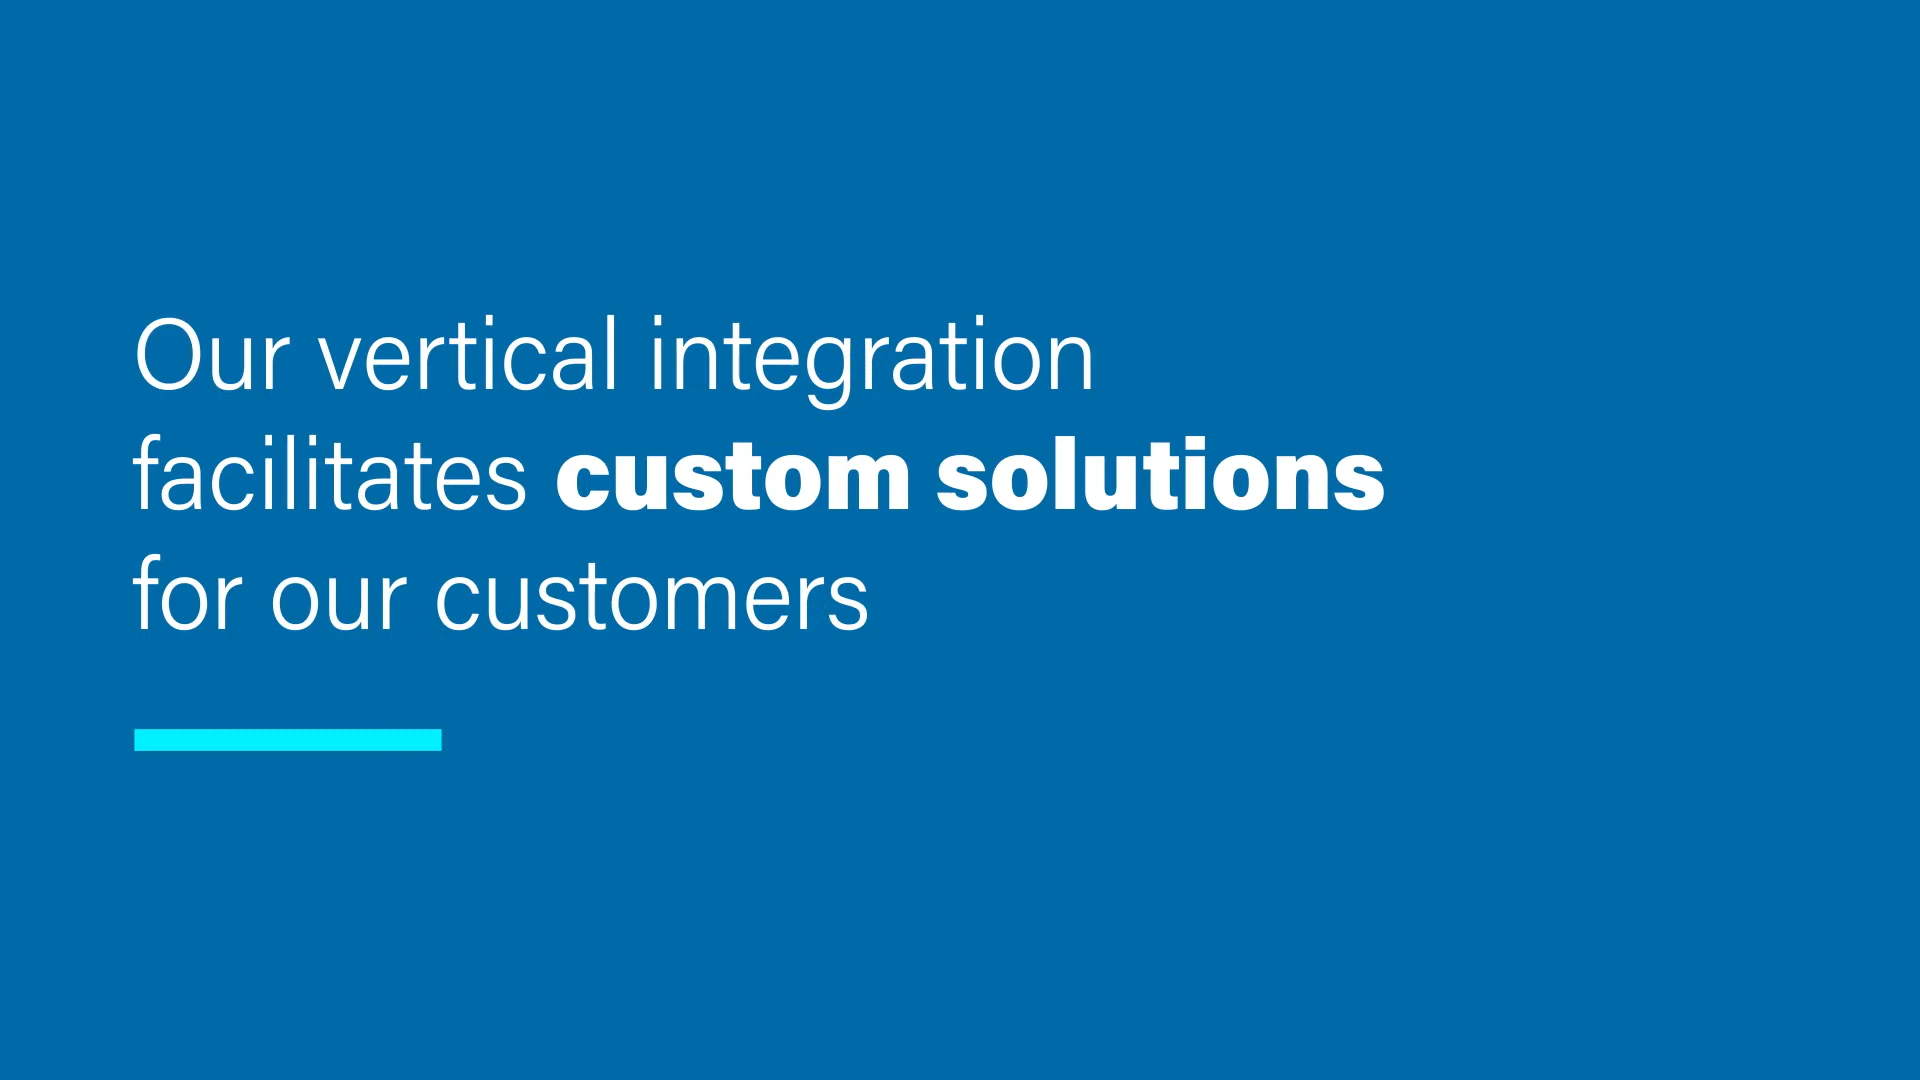 Our vertical integration
facilitates custom solutions
for our customers